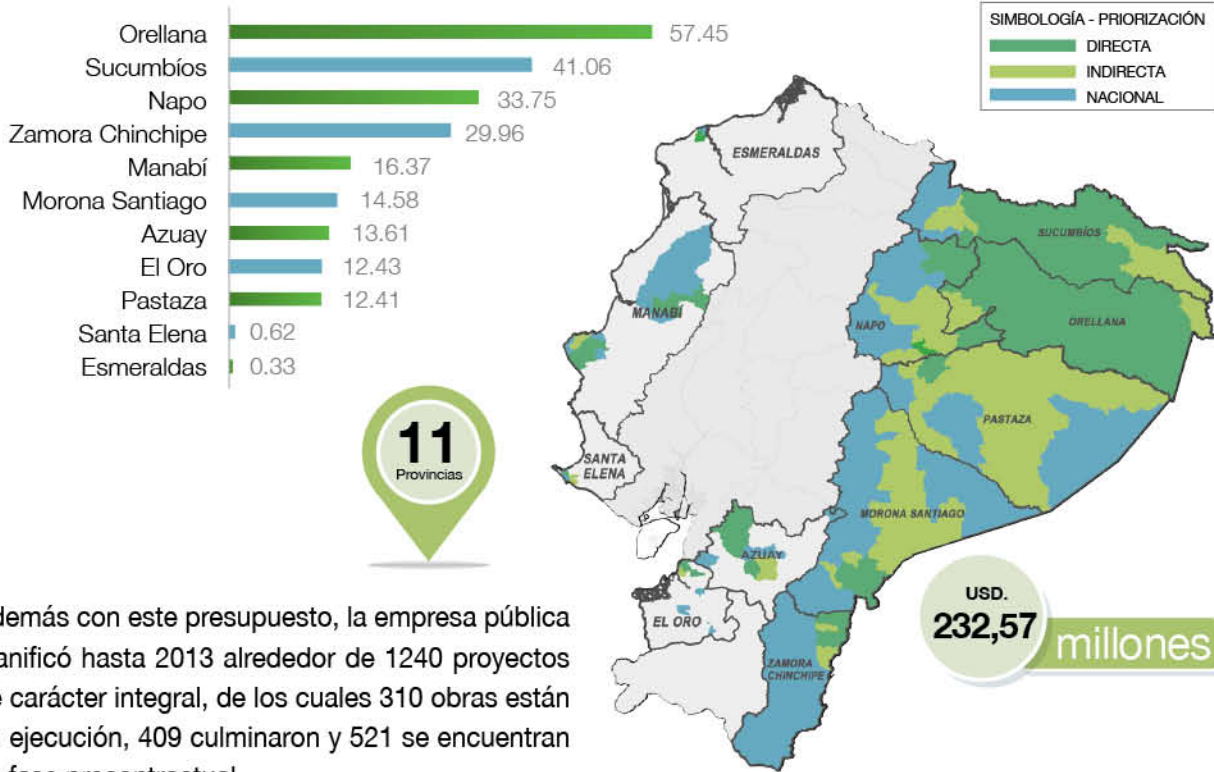 Orellana 57.45
Sucumbíos 41.06
Napo 33.75
Zamora Chinchipe 29.96
Manabí 16.37
Morona Santiago 14.58
Azuay 13.61
El Oro 12.43
Pastaza 12.41
Santa Elena 0.62
Esmeraldas 0.33
SIMBOLOGÍA - PRIORIZACIÓN
DIRECTA
INDIRECTA
NACIONAL
ESMERALDAS
SUCUMBÍOS
MANABÍ
NAPO
ORELLANA
PASTAZA
SANTA
ELENA
MORONA SANTIAGO
AZUAY
EL ORO
ZAMORA
CHINCHIPE
11
Provincias
USD.
232,57 millones
demás con este presupuesto, la empresa pública
anificó hasta 2013 alrededor de 1240 proyectos
e carácter integral, de los cuales 310 obras están
ejecución, 409 culminaron y 521 se encuentran
fase precontractual